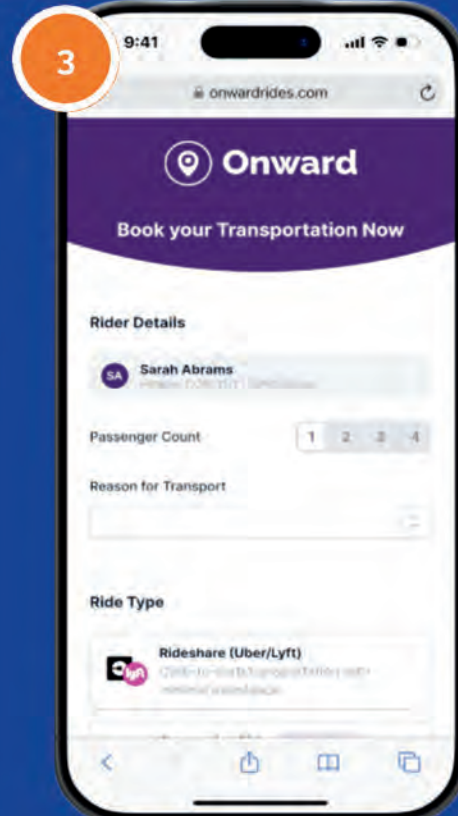 3
9:41
onwardrides.com
Onward
Book your Transportation Now
Rider Details
SA
Sarah Abrams
Passenger Count
1 2 3 4
Reason for Transport
Ride Type
Rideshare (Uber/Lyft)
lyft